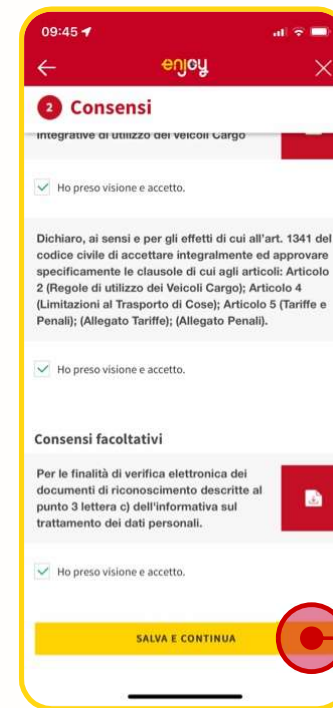 09:45
enjoy
2 Consensi
integrative di utilizzo dei Veicoli Cargo
Ho preso visione e accetto.
Dichiaro, ai sensi e per gli effetti di cui all'art. 1341 del
codice civile di accettare integralmente ed approvare
specificamente le clausole di cui agli articoli: Articolo
2 (Regole di utilizzo dei Veicoli Cargo); Articolo 4
(Limitazioni al Trasporto di Cose); Articolo 5 (Tariffe e
Penali); (Allegato Tariffe); (Allegato Penali).
Ho preso visione e accetto.
Consensi facoltativi
Per le finalità di verifica elettronica dei
documenti di riconoscimento descritte al
punto 3 lettera c) dell'informativa sul
trattamento dei dati personali.
Ho preso visione e accetto.
SALVA E CONTINUA